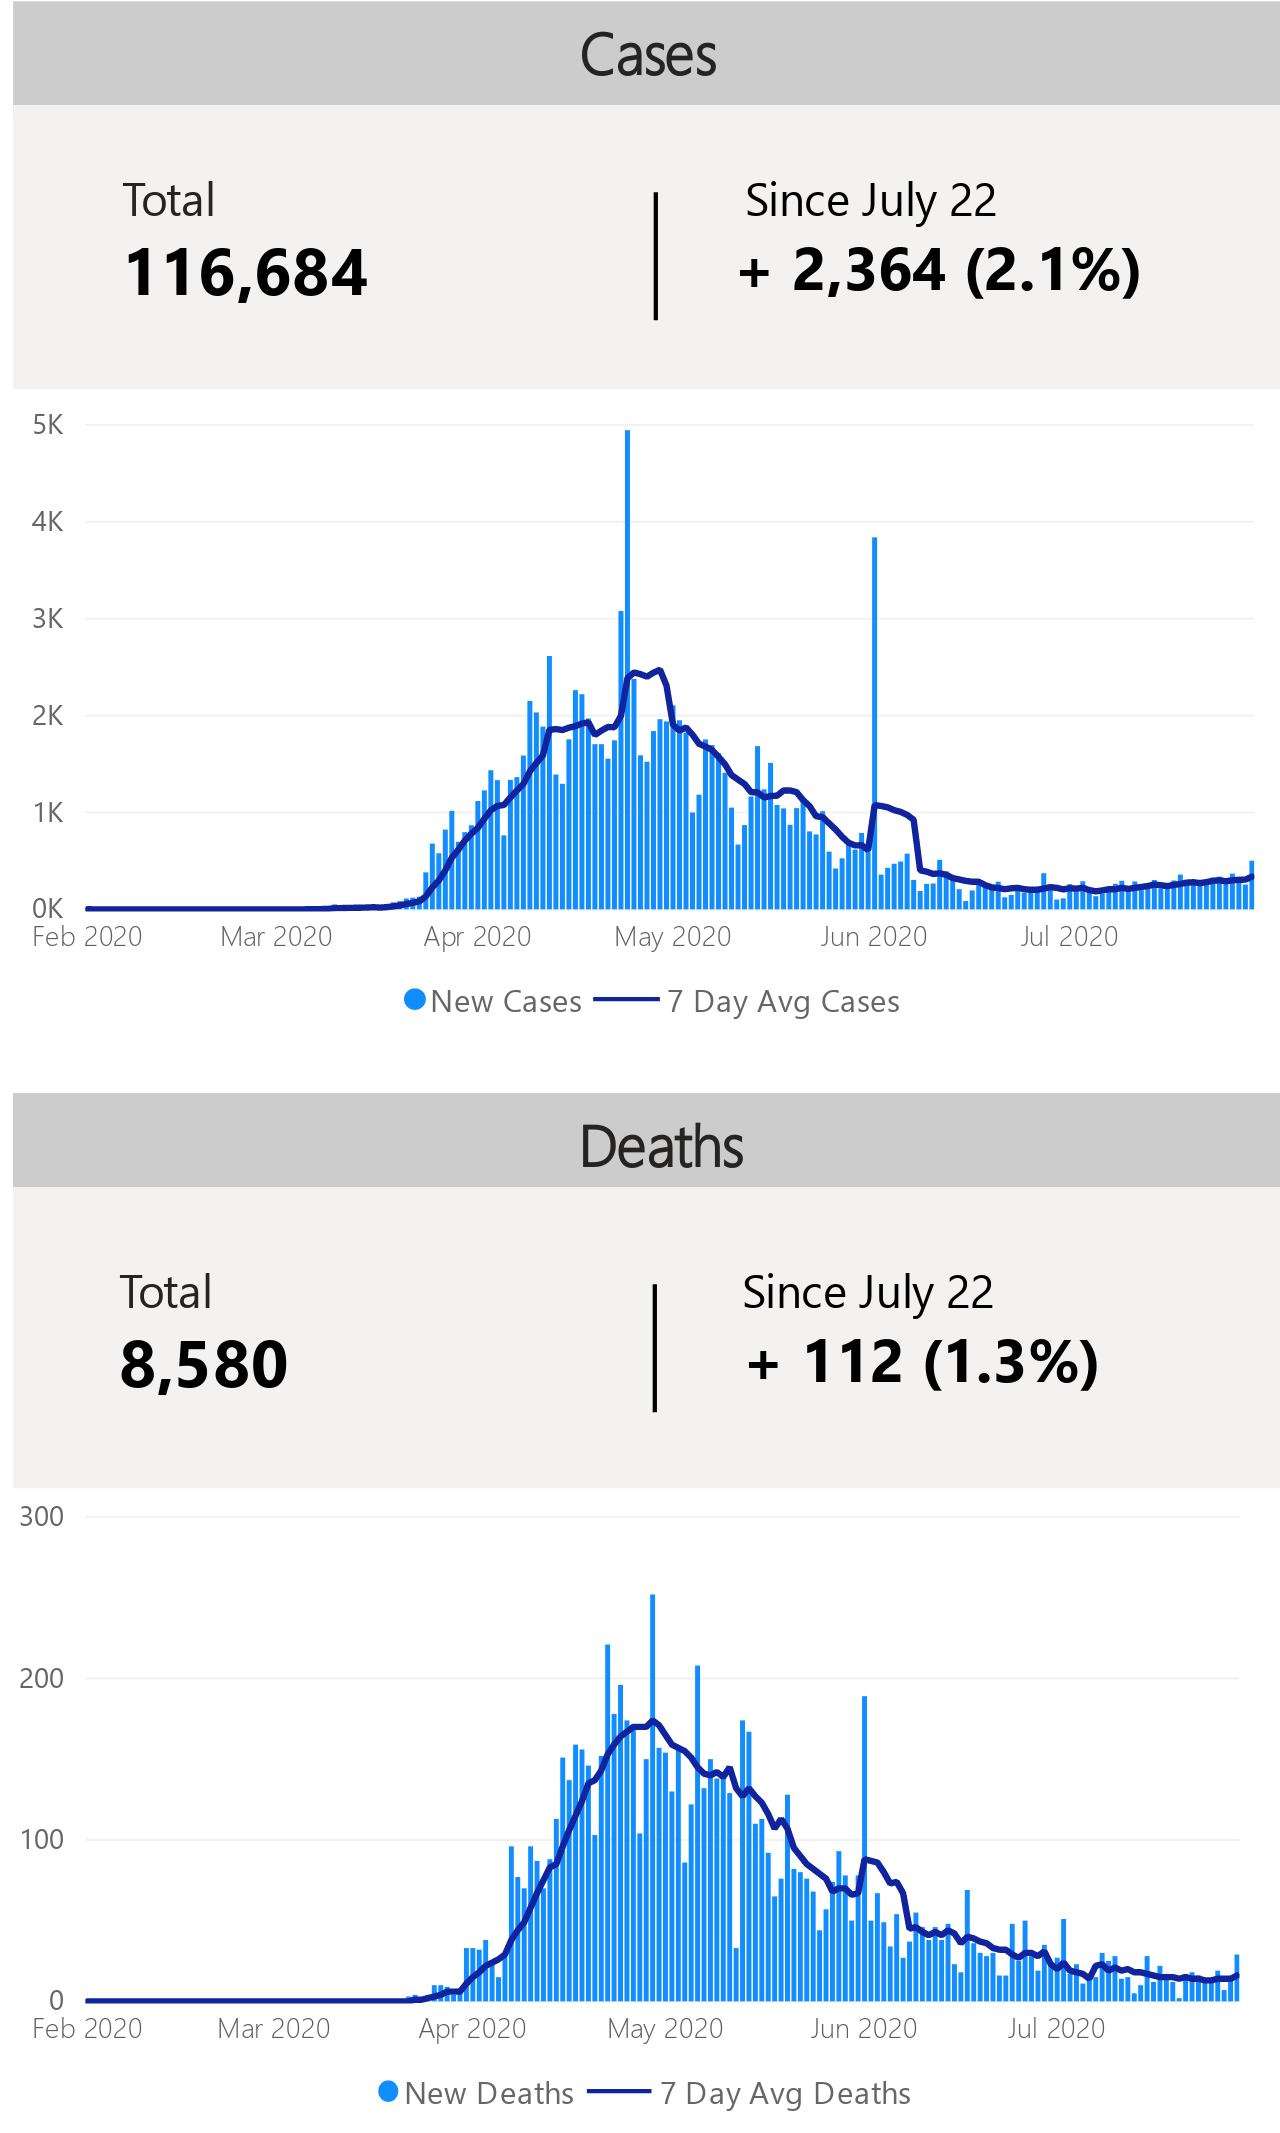 Cases
Total
Since July 22
116,684
+ 2,364 (2.1%)
5K
4K
3K
2K
1K
0K
Feb 2020 Mar 2020 Apr 2020 May 2020 Jun 2020 Jul 2020
New Cases 7 Day Avg Cases
Deaths
Total
Since July 22
8,580
+ 112 (1.3%)
300
200
100
0
Feb 2020 Mar 2020 Apr 2020 May 2020 Jun 2020 Jul 2020
New Deaths 7 Day Avg Deaths